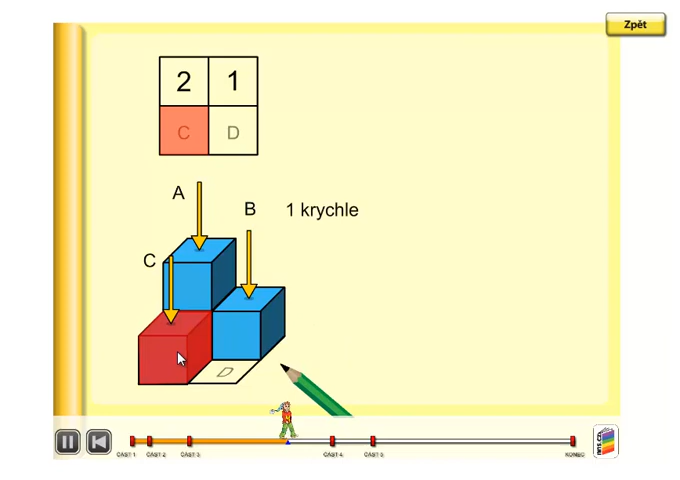 Zpět
2 1
C D
A
B 1 krychle
C
D
ČÁST 1 ČÁST 2 ČÁST 3 ČÁST 4 ČÁST 5 KONEC